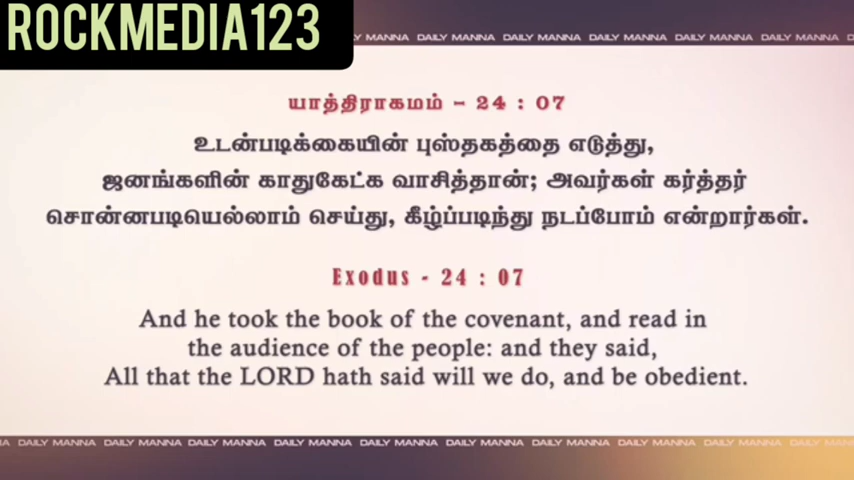 ROCKMEDIA123
Y MANNA DAILY MANNA DAILY MANNA DAILY MANNA DAILY MANNA DAILY MANNA D
யாத்திராகமம் - 24 : 07
உடன்படிக்கையின் புஸ்தகத்தை எடுத்து,
ஜனங்களின் காதுகேட்க வாசித்தான்; அவர்கள் கர்த்தர்
சொன்னபடியெல்லாம் செய்து, கீழ்ப்படிந்து நடப்போம் என்றார்கள்.
Exodus - 24 : 07
And he took the book of the covenant, and read in
the audience of the people: and they said,
All that the LORD hath said will we do, and be obedient.
A DAILY MANNA DAILY MANNA DAILY MANNA DAILY MANNA DAILY MANNA DAILY MANNA DAILY MANNA DAILY MANNA DAILY MANNA DAILY